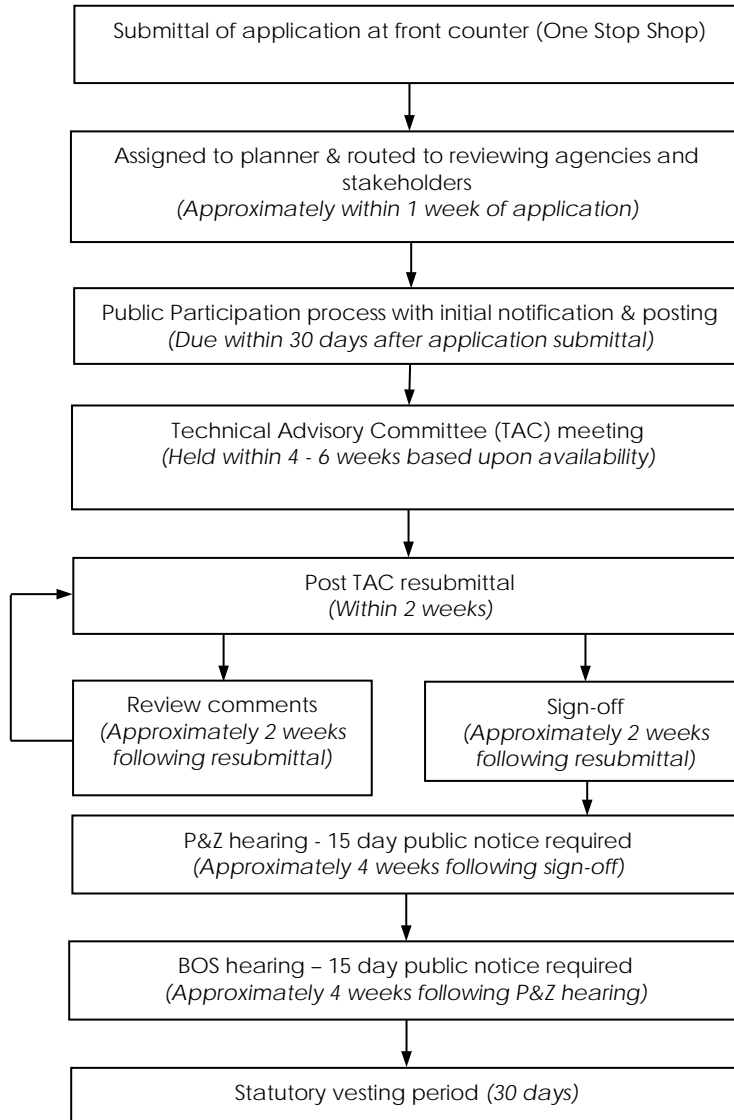 Submittal of application at front counter (One Stop Shop)
Assigned to planner & routed to reviewing agencies and
stakeholders
(Approximately within 1 week of application)
Public Participation process with initial notification & posting
(Due within 30 days after application submittal)
Technical Advisory Committee (TAC) meeting
(Held within 4 - 6 weeks based upon availability)
Post TAC resubmittal
(Within 2 weeks)
Review comments
(Approximately 2 weeks
following resubmittal)
Sign-off
(Approximately 2 weeks
following resubmittal)
P&Z hearing - 15 day public notice required
(Approximately 4 weeks following sign-off)
BOS hearing – 15 day public notice required
(Approximately 4 weeks following P&Z hearing)
Statutory vesting period (30 days)